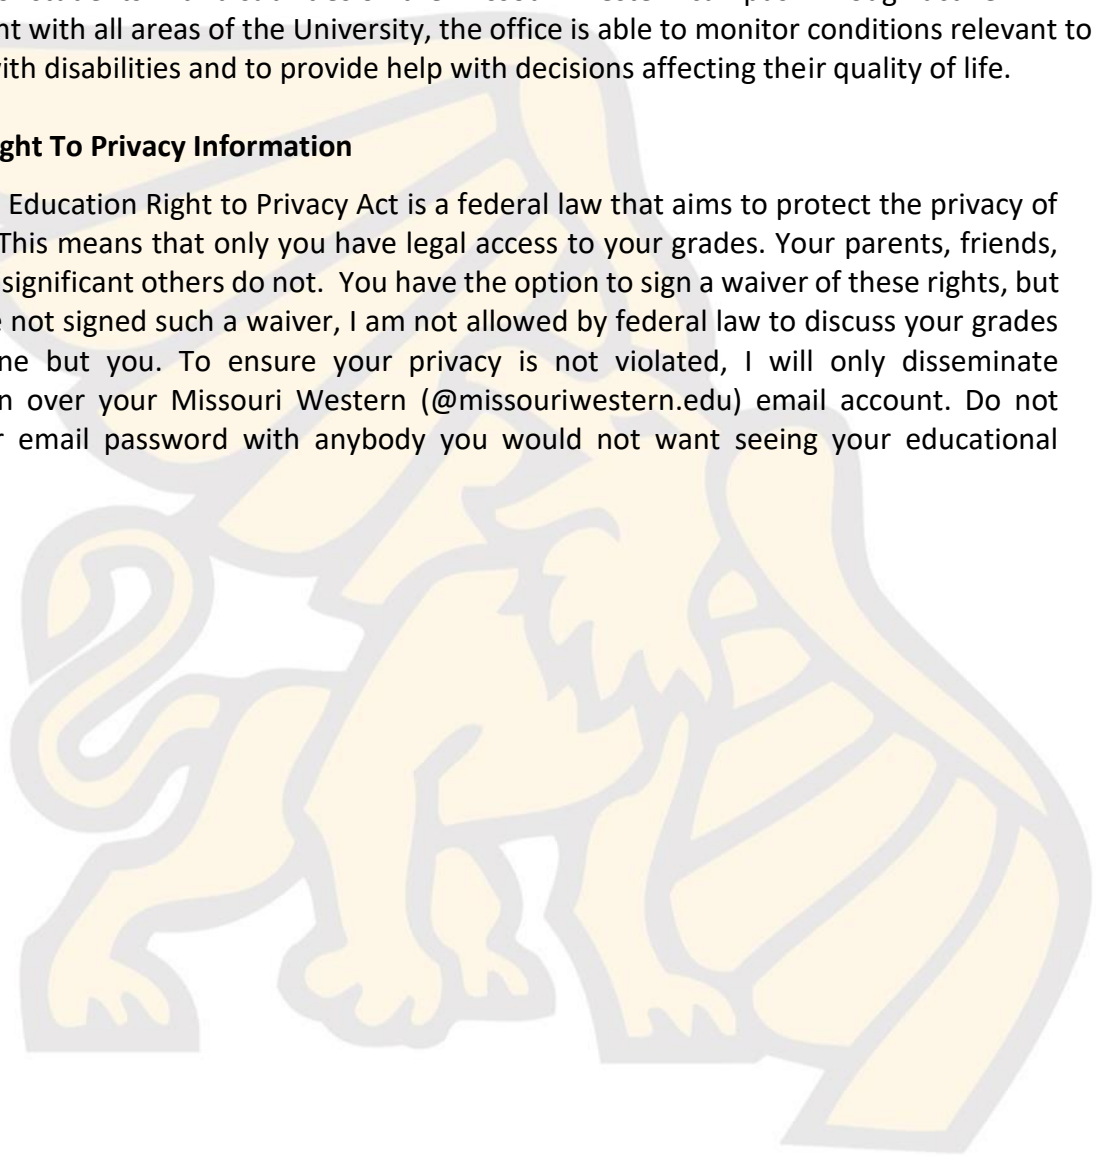 nt with all areas of the University, the office is able to monitor conditions relevant to
with disabilities and to provide help with decisions affecting their quality of life.
ght To Privacy Information
Education Right to Privacy Act is a federal law that aims to protect the privacy of
This means that only you have legal access to your grades. Your parents, friends,
significant others do not. You have the option to sign a waiver of these rights, but
e not signed such a waiver, I am not allowed by federal law to discuss your grades
ne but you. To ensure your privacy is not violated, I will only disseminate
n over your Missouri Western (@missouriwestern.edu) email account. Do not
r email password with anybody you would not want seeing your educational